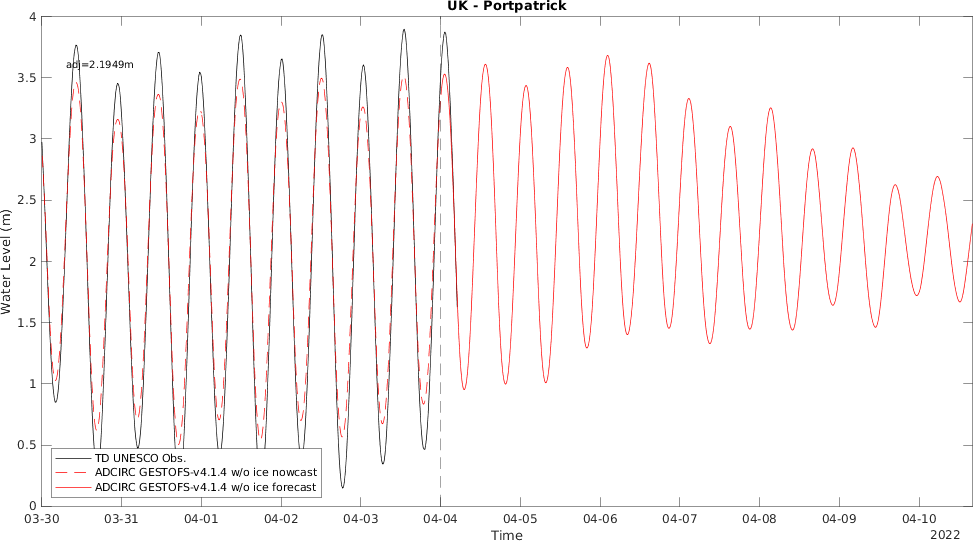 UK - Portpatrick
4
3.5
3
2.5
2
1.5
1
0.5
0
Water Level (m)
adj=2.1949m
TD UNESCO Obs.
ADCIRC GESTOFS-v4.1.4 w/o ice nowcast
ADCIRC GESTOFS-v4.1.4 w/o ice forecast
03-30 03-31 04-01 04-02 04-03 04-04 04-05 04-06 04-07 04-08 04-09 04-10
Time
2022